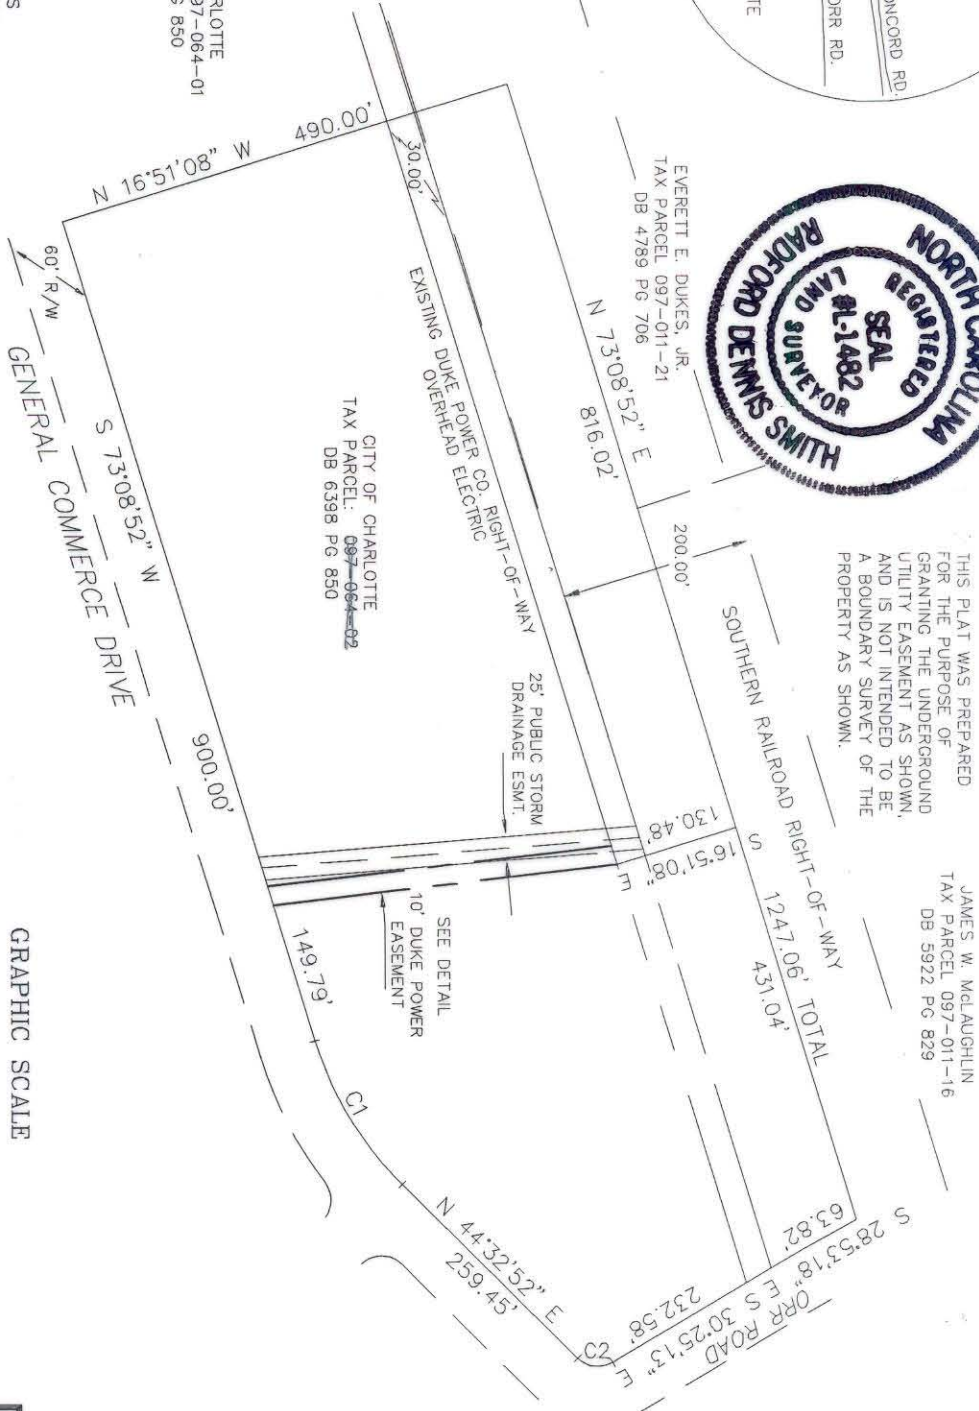 ONCORD RD.
ORR RD.
TE
RLOTTE
97-064-01
850
S
NORTH CAROLINA
REGISTERED
SEAL
#L-1482
LAND SURVEYOR
RADFORD DENNIS SMITH
THIS PLAT WAS PREPARED
FOR THE PURPOSE OF
GRANTING THE UNDERGROUND
UTILITY EASEMENT AS SHOWN,
AND IS NOT INTENDED TO BE
A BOUNDARY SURVEY OF THE
PROPERTY AS SHOWN.
JAMES W. McLAUGHLIN
TAX PARCEL 097-011-16
DB 5922 PG 829
EVERETT E. DUKES, JR.
TAX PARCEL 097-011-21
DB 4789 PG 706
N 73°08'52" E
816.02'
200.00'
SOUTHERN RAILROAD RIGHT-OF-WAY
1247.06' TOTAL
431.04'
S 16°51'08" E
130.48'
490.00'
N 16°51'08" W
30.00'
EXISTING DUKE POWER CO. RIGHT-OF-WAY
OVERHEAD ELECTRIC
25' PUBLIC STORM
DRAINAGE ESMT.
CITY OF CHARLOTTE
TAX PARCEL: 097-064-02
DB 6398 PG 850
SEE DETAIL
10' DUKE POWER
EASEMENT
60' R/W
S 73°08'52" W
900.00'
149.79'
GENERAL COMMERCE DRIVE
C1
N 44°32'52" E
259.45'
C2
63.82'
S 28°53'18" E
232.58'
S 30°25'13" E
ORR ROAD
GRAPHIC SCALE